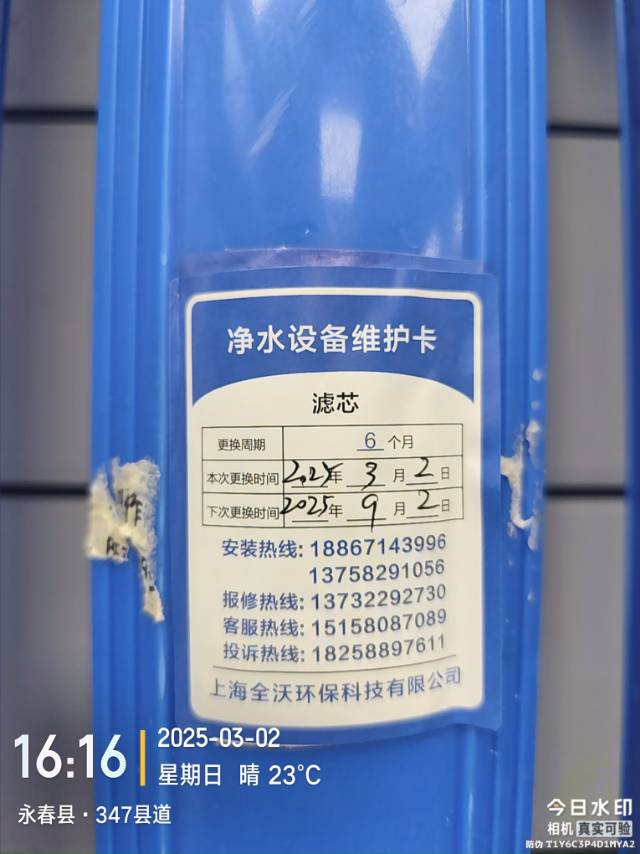 净水设备维护卡
滤芯
更换周期 6 个月
本次更换时间 2025年 3 月 2 日
下次更换时间 2025年 9 月 2 日
安装热线: 18867143996
13758291056
报修热线: 13732292730
客服热线: 15158087089
投诉热线: 18258897611
上海全沃环保科技有限公司
16:16
2025-03-02
星期日 晴 23℃
永春县·347县道
今日水印
相机 真实可验
防伪 T1Y6C3P4D1MYA2